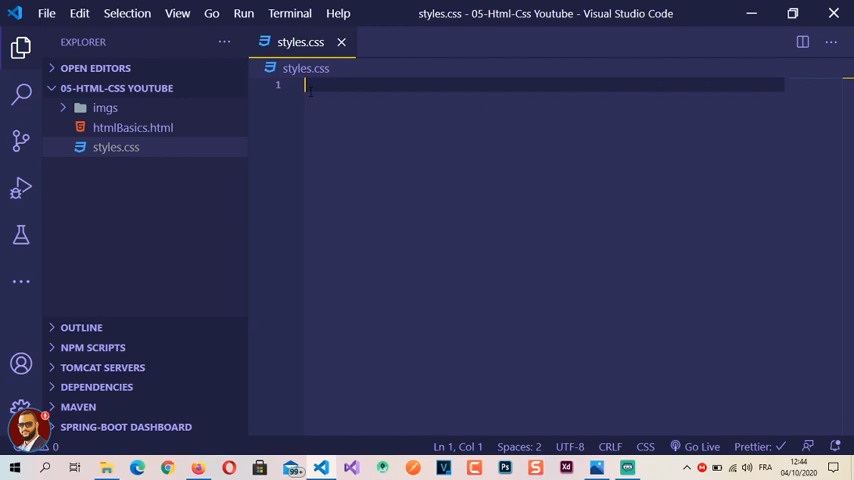 File Edit Selection View Go Run Terminal Help styles.css - 05-Html-Css Youtube - Visual Studio Code
EXPLORER
styles.css
OPEN EDITORS
styles.css
05-HTML-CSS YOUTUBE
1
imgs
htmlBasics.html
styles.css
OUTLINE
NPM SCRIPTS
TOMCAT SERVERS
DEPENDENCIES
MAVEN
SPRING-BOOT DASHBOARD
0 Ln 1, Col 1 Spaces: 2 UTF-8 CRLF CSS Go Live Prettier: ✓
99+ FRA 12:44
04/10/2020